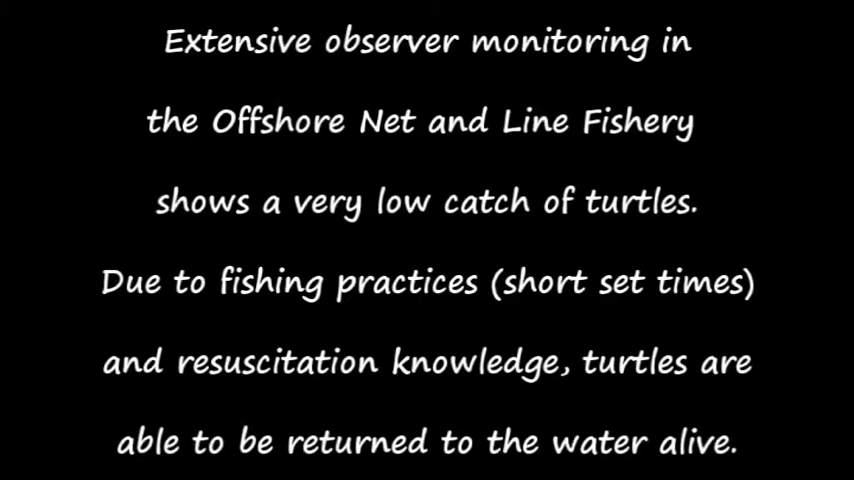 Extensive observer monitoring in
the Offshore Net and Line Fishery
shows a very low catch of turtles.
Due to fishing practices (short set times)
and resuscitation knowledge, turtles are
able to be returned to the water alive.